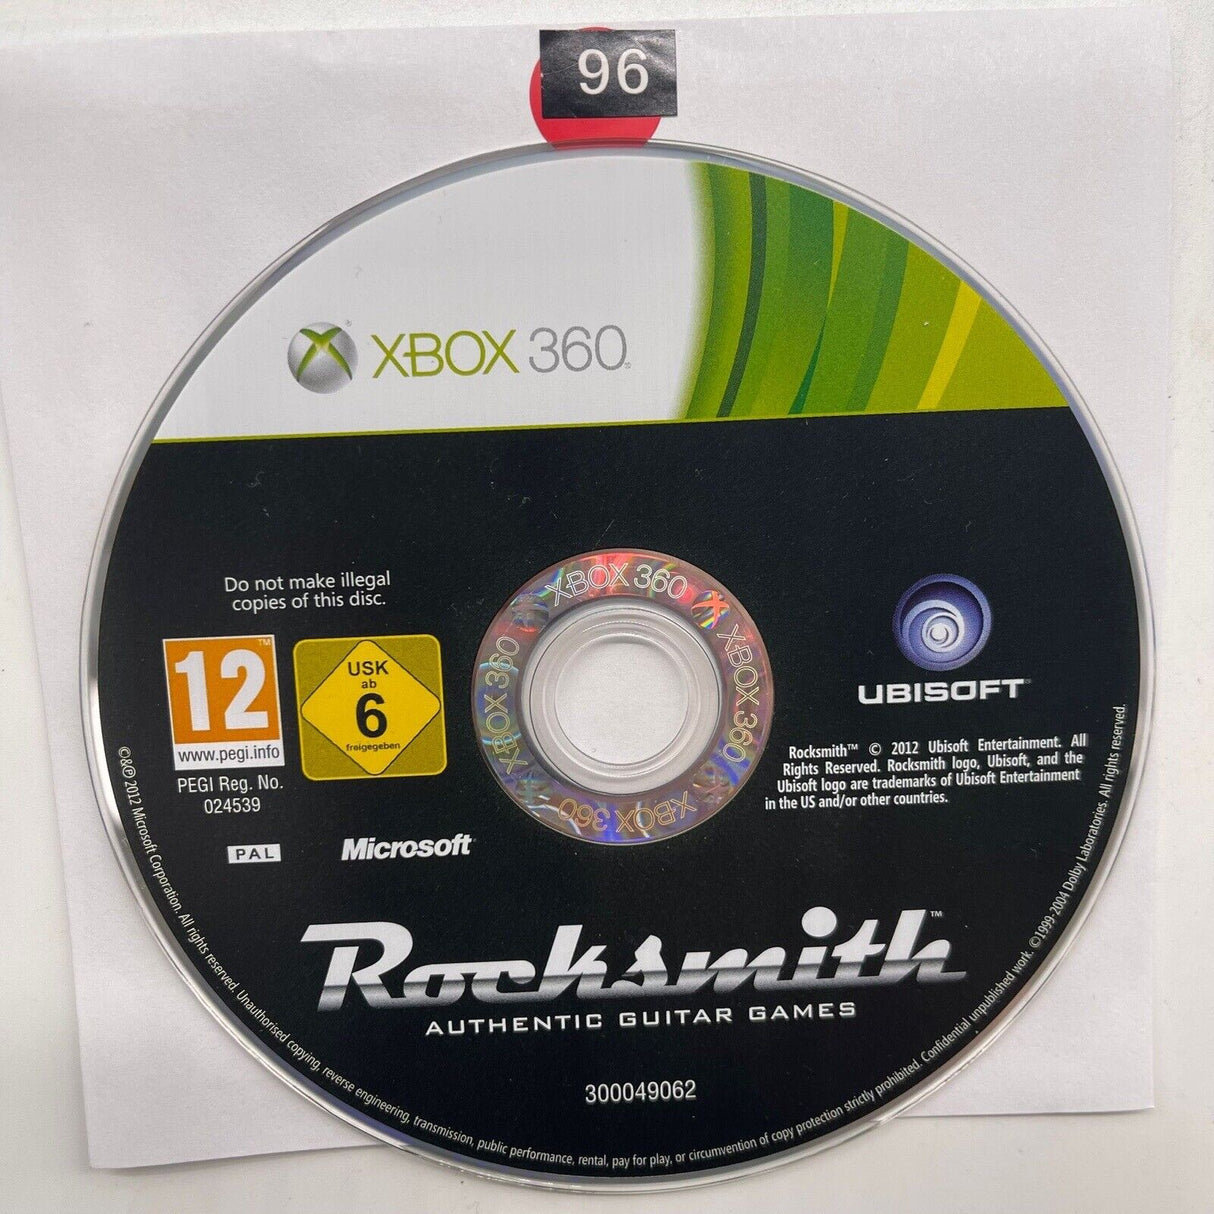 96
XBOX 360®
Do not make illegal
copies of this disc.
XBOX 360
XBOX 360
XBOX 360
XBOX 360
12™
www.pegi.info
PEGI Reg. No.
024539
USK
ab
6
freigegeben
UBISOFT
Rocksmith™ © 2012 Ubisoft Entertainment. All
Rights Reserved. Rocksmith logo, Ubisoft, and the
Ubisoft logo are trademarks of Ubisoft Entertainment
in the US and/or other countries.
PAL
Microsoft
Rocksmith™
AUTHENTIC GUITAR GAMES
300049062
©&℗ 2012 Microsoft Corporation. All rights reserved. Unauthorised copying, reverse engineering, transmission, public performance, rental, pay for play, or circumvention of copy protection strictly prohibited. Confidential unpublished work. ©1999-2004 Dolby Laboratories. All rights reserved.